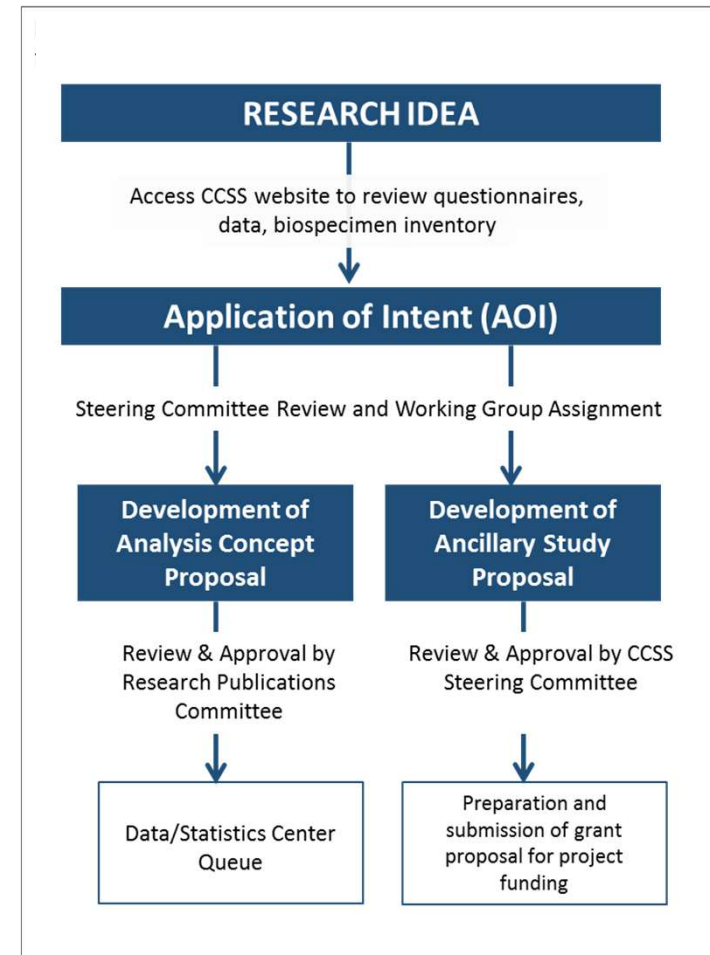 RESEARCH IDEA
Access CCSS website to review questionnaires,
data, biospecimen inventory
Application of Intent (AOI)
Steering Committee Review and Working Group Assignment
Development of
Analysis Concept
Proposal
Development of
Ancillary Study
Proposal
Review & Approval by
Research Publications
Committee
Review & Approval by CCSS
Steering Committee
Data/Statistics Center
Queue
Preparation and
submission of grant
proposal for project
funding